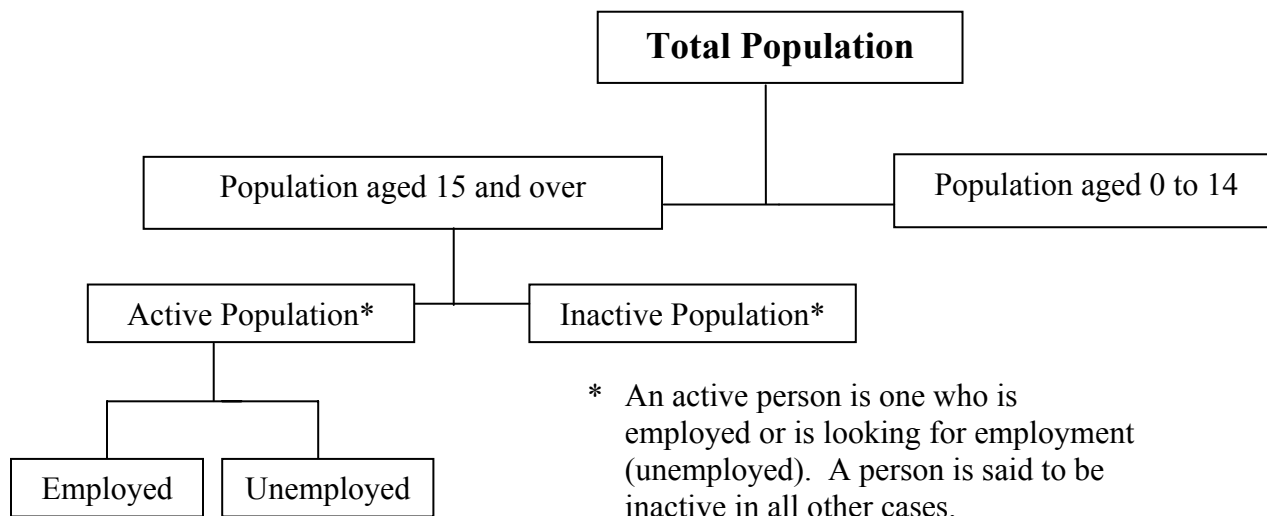 Total Population
Population aged 15 and over
Population aged 0 to 14
Active Population*
Inactive Population*
* An active person is one who is
employed or is looking for employment
(unemployed). A person is said to be
inactive in all other cases.
Employed
Unemployed